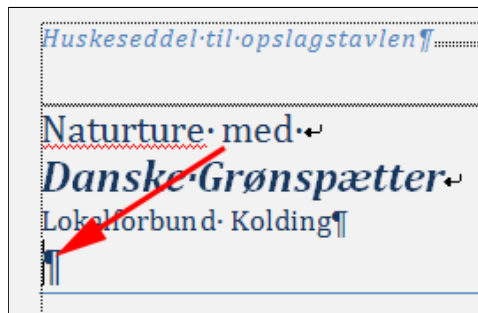 Huskeseddel til opslagstavlen¶
Naturture med ↵
Danske Grønspætter↵
Lokalforbund Kolding¶
¶